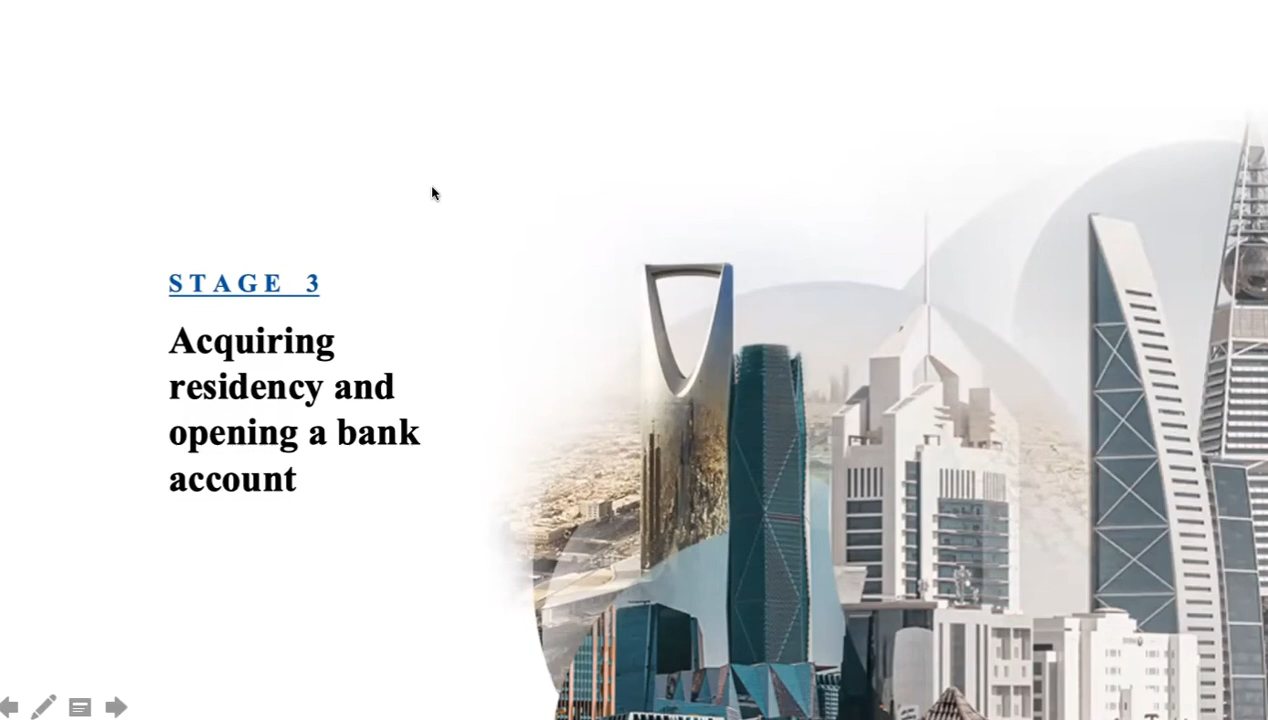 STAGE 3
Acquiring
residency and
opening a bank
account